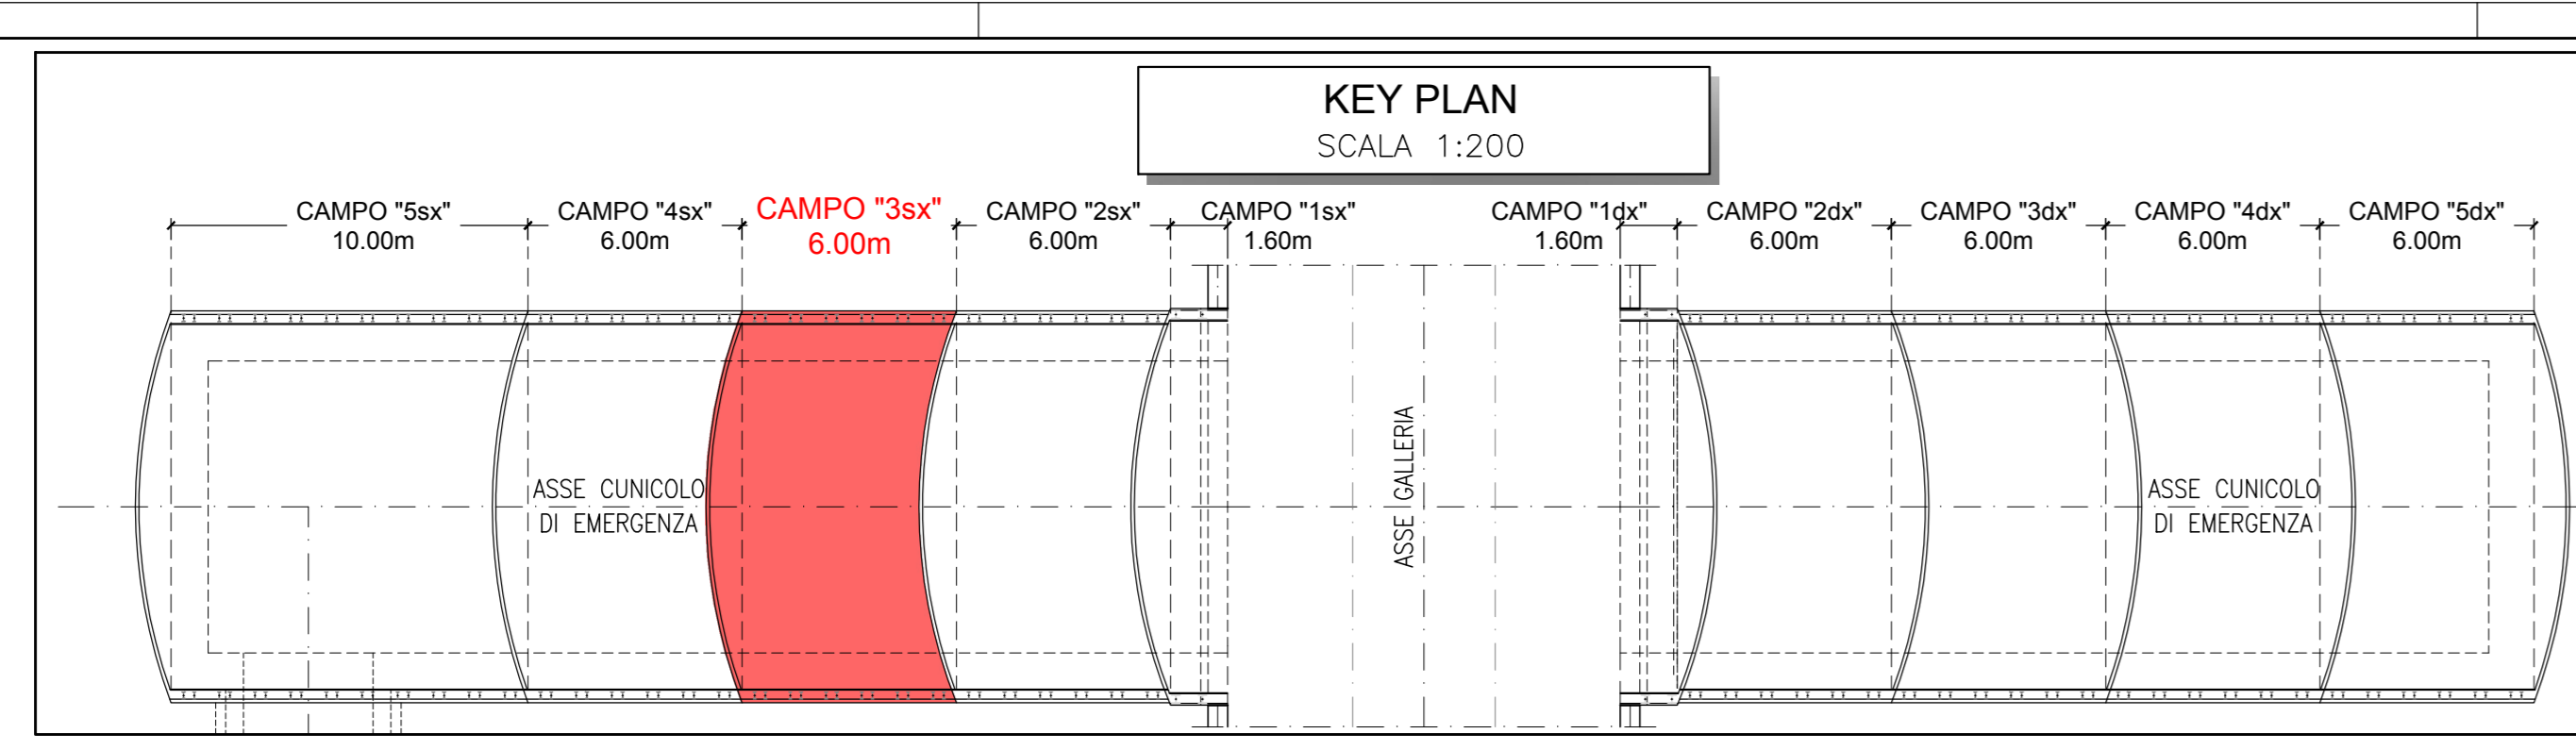 KEY PLAN
SCALA 1:200
CAMPO "5sx"
10.00m
CAMPO "4sx"
6.00m
CAMPO "3sx"
6.00m
CAMPO "2sx"
6.00m
CAMPO "1sx"
1.60m
CAMPO "1dx"
1.60m
CAMPO "2dx"
6.00m
CAMPO "3dx"
6.00m
CAMPO "4dx"
6.00m
CAMPO "5dx"
6.00m
ASSE CUNICOLO
DI EMERGENZA
ASSE GALLERIA
ASSE CUNICOLO
DI EMERGENZA